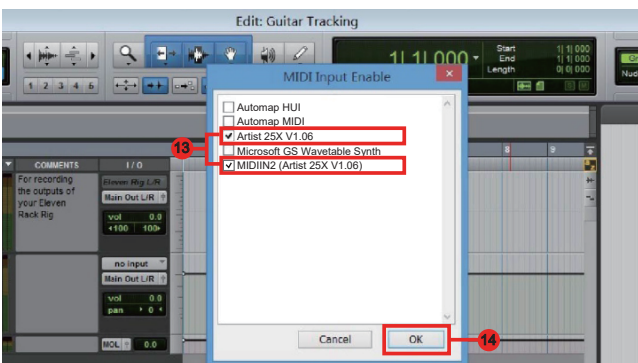 Edit: Guitar Tracking
1| 1| 000
Start 1| 1| 000
End 1| 1| 000
Length 0| 0| 000
Nud
1 2 3 4 5
MIDI Input Enable
Automap HUI
Automap MIDI
13
Artist 25X V1.06
Microsoft GS Wavetable Synth
MIDIIN2 (Artist 25X V1.06)
8 9
COMMENTS I / O
For recording
the outputs of
your Eleven
Rack Rig
Eleven Rig L/R
Main Out L/R
vol 0.0
100 100
no input
Main Out L/R
vol 0.0
pan 0
0.0
Cancel OK
14